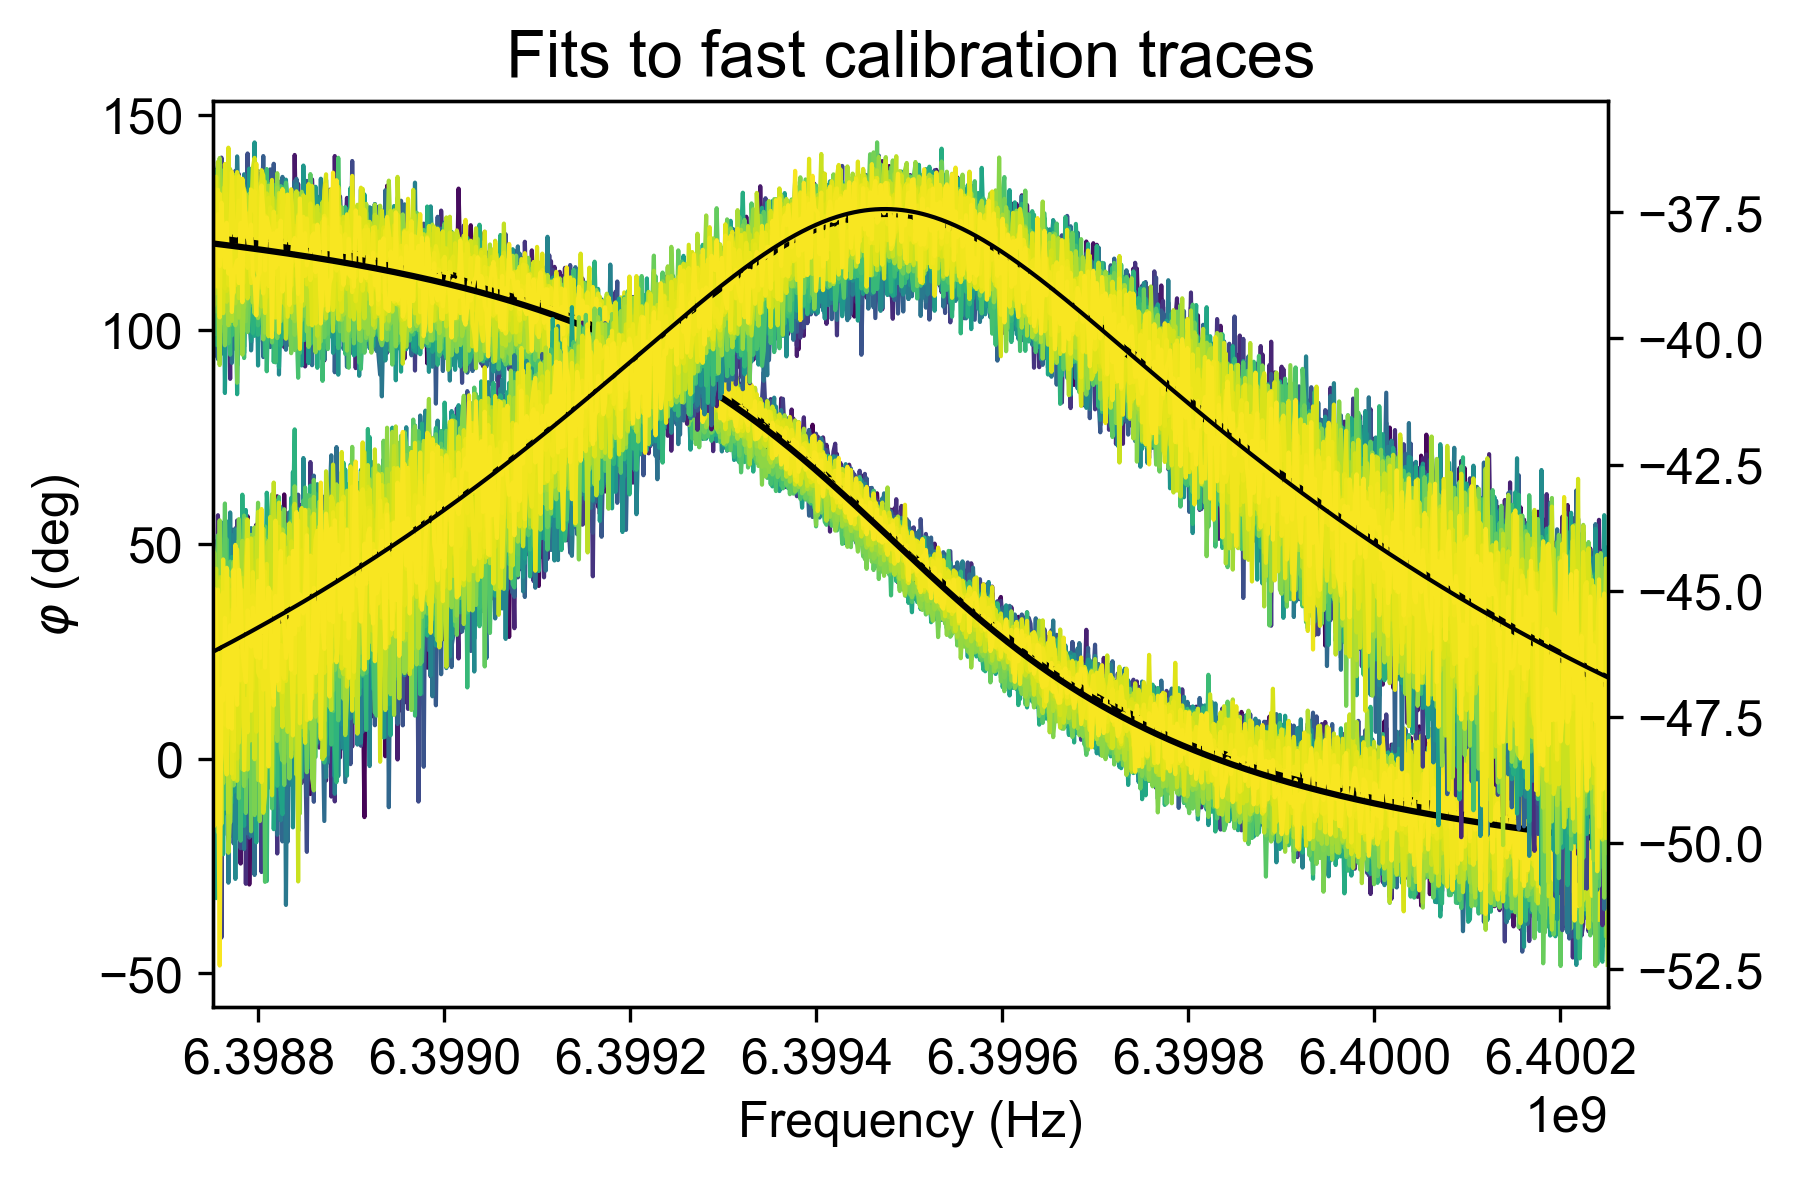 Fits to fast calibration traces
150
100
50
0
−50
φ (deg)
−37.5
−40.0
−42.5
−45.0
−47.5
−50.0
−52.5
6.3988 6.3990 6.3992 6.3994 6.3996 6.3998 6.4000 6.4002
1e9
Frequency (Hz)